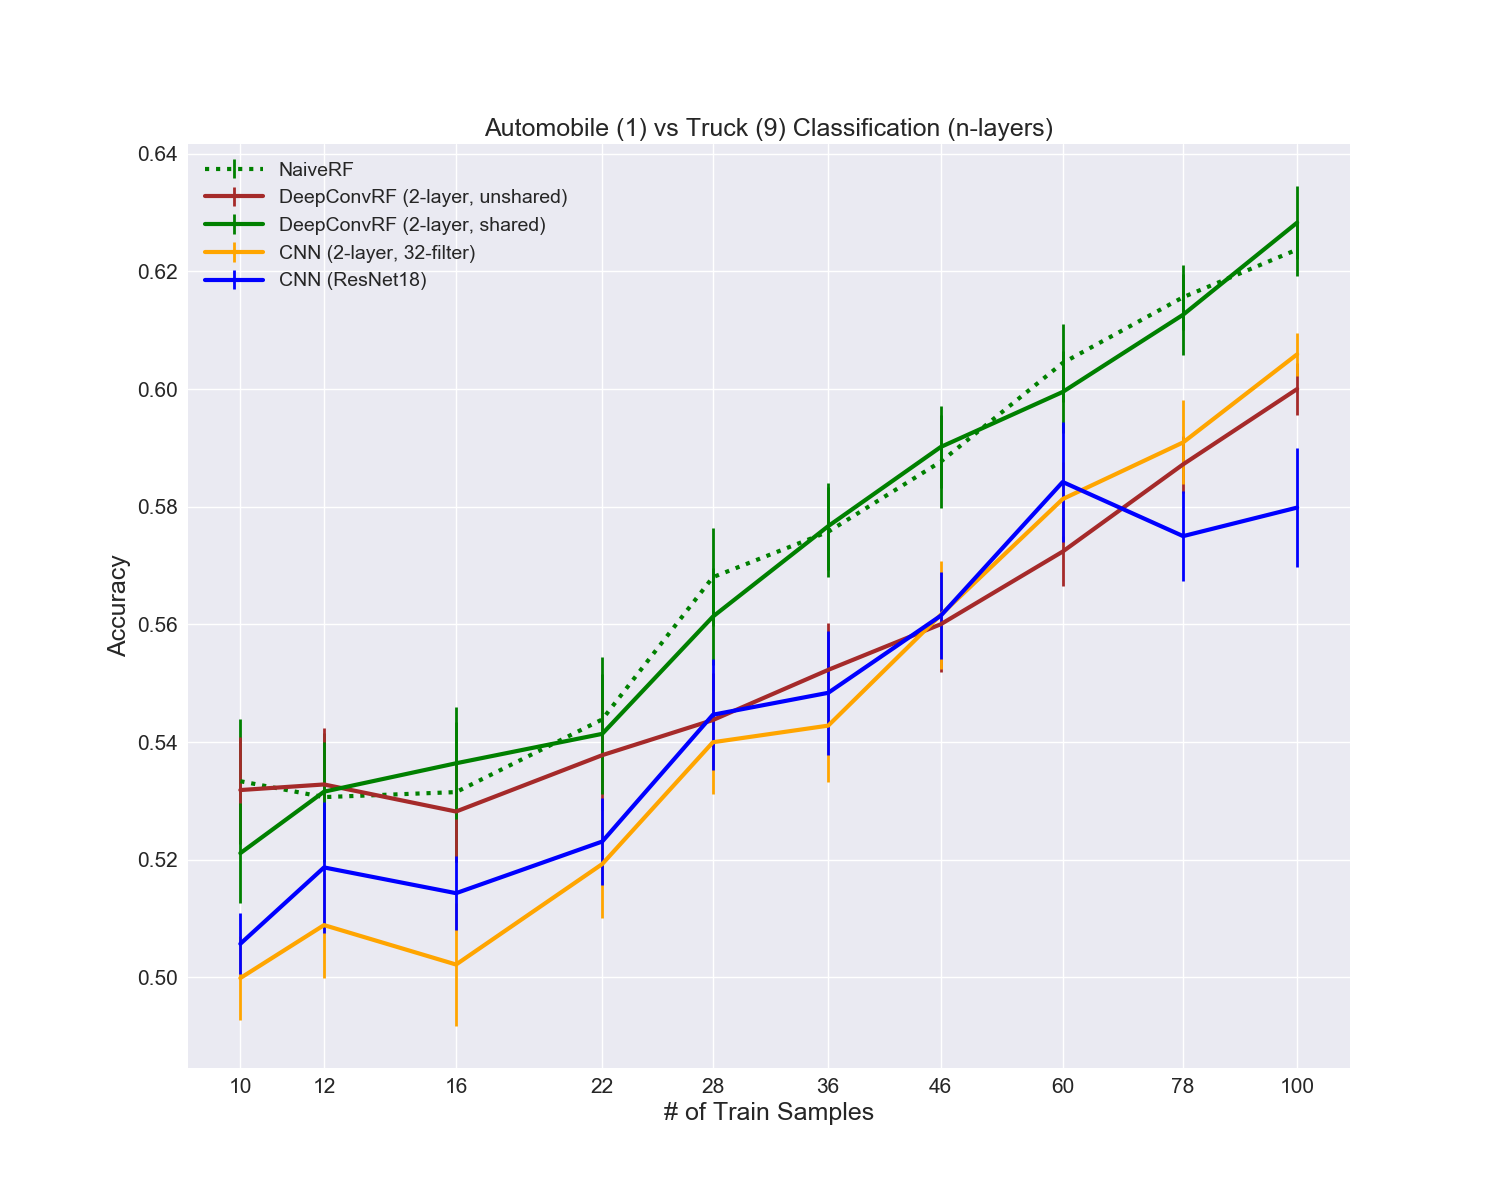 Automobile (1) vs Truck (9) Classification (n-layers)
NaiveRF
DeepConvRF (2-layer, unshared)
DeepConvRF (2-layer, shared)
CNN (2-layer, 32-filter)
CNN (ResNet18)
0.64
0.62
0.60
0.58
0.56
0.54
0.52
0.50
Accuracy
10 12 16 22 28 36 46 60 78 100
# of Train Samples